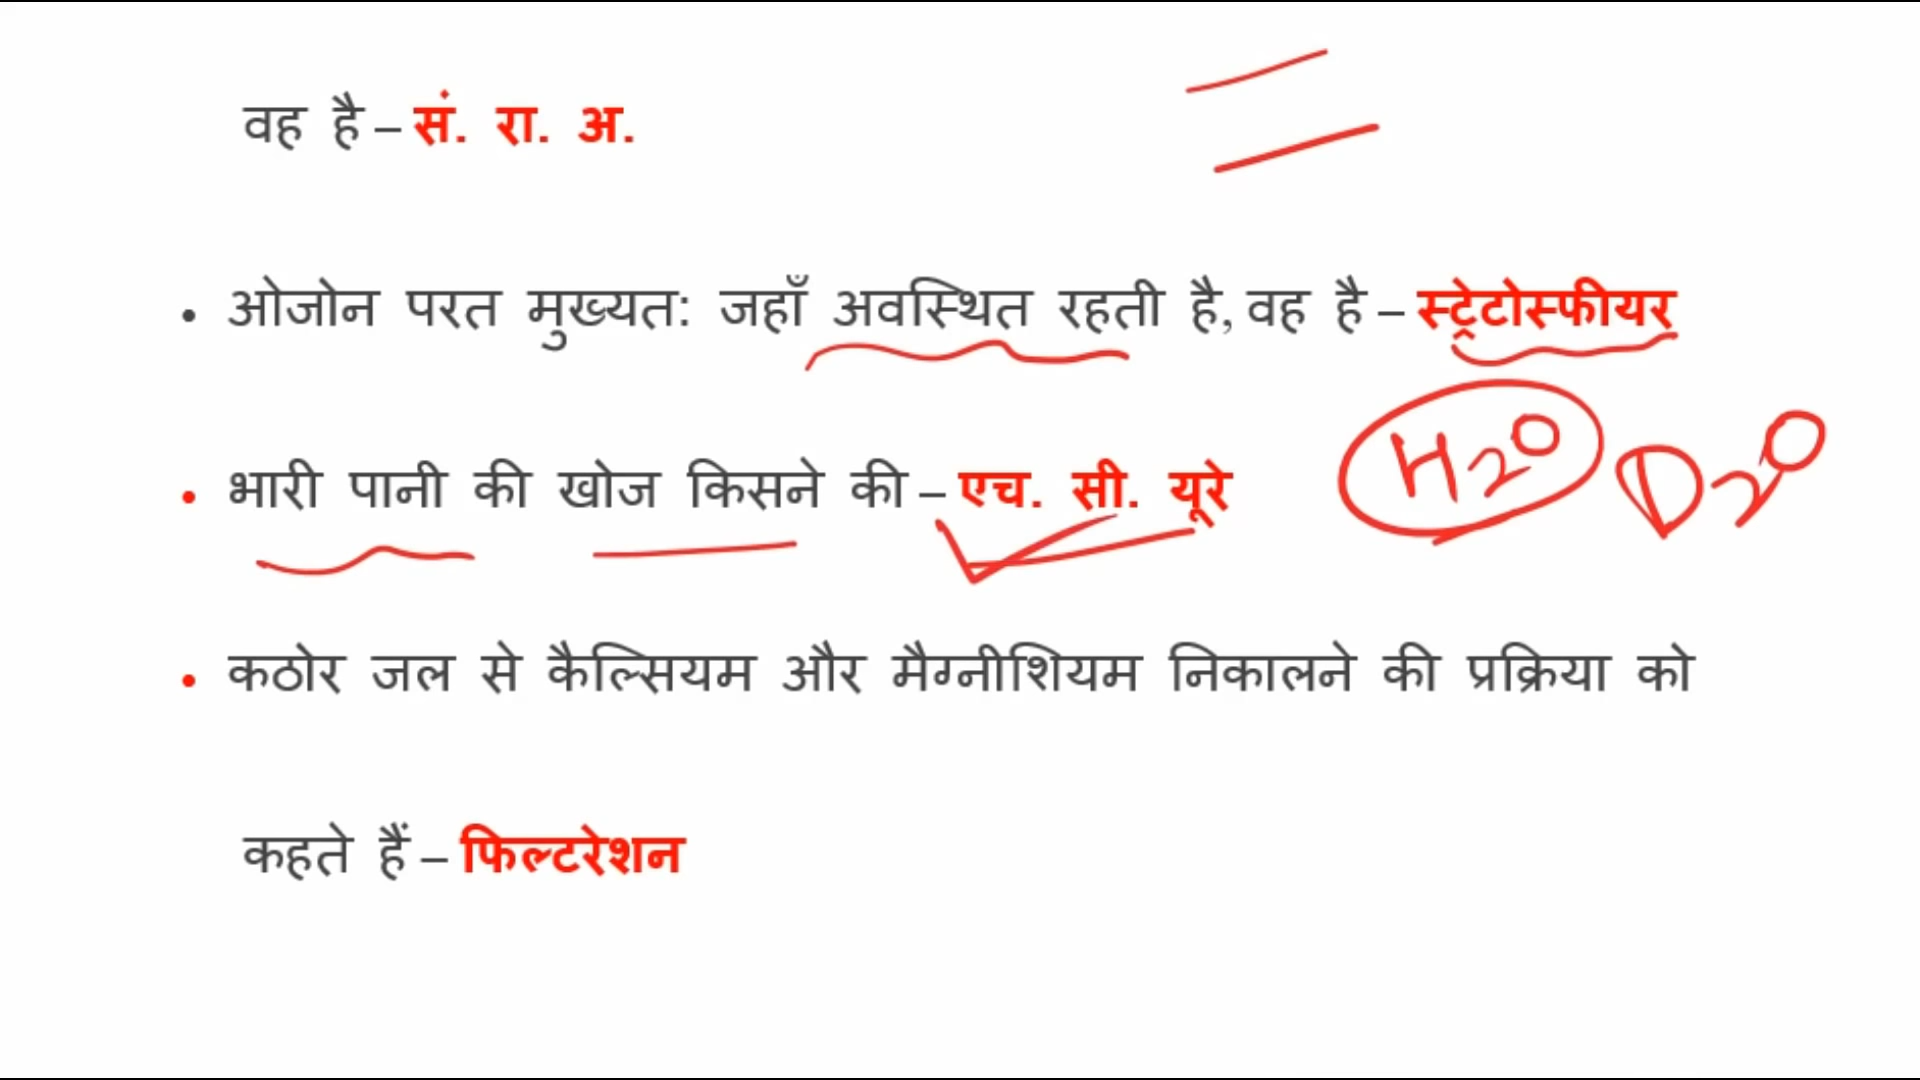 वह है – सं. रा. अ.
• ओजोन परत मुख्यत: जहाँ अवस्थित रहती है, वह है – स्ट्रेटोस्फीयर
• भारी पानी की खोज किसने की – एच. सी. यूरे H2O D2O
• कठोर जल से कैल्सियम और मैग्नीशियम निकालने की प्रक्रिया को
कहते हैं – फिल्टरेशन